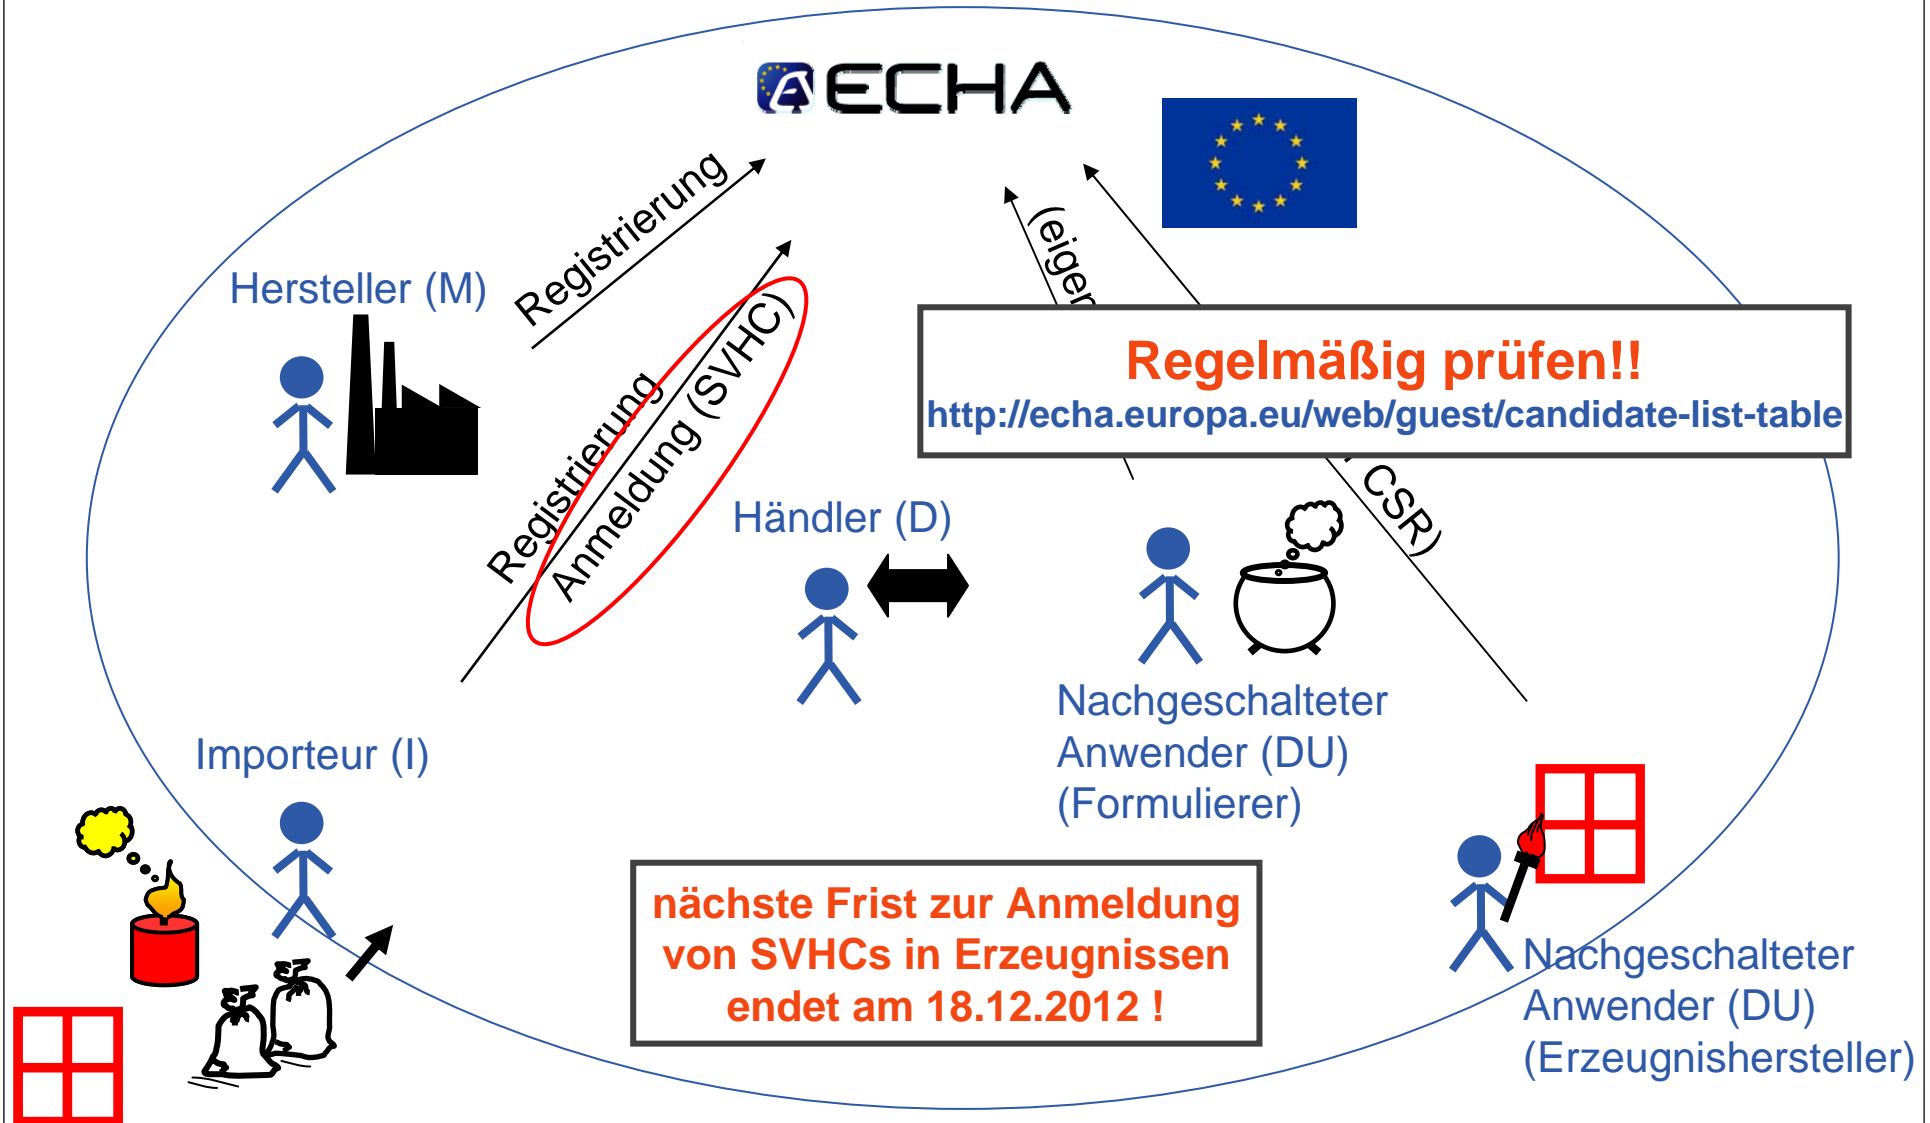 ECHA
Registrierung
Hersteller (M)
Registrierung
Anmeldung (SVHC)
(eigen
Regelmäßig prüfen!!
http://echa.europa.eu/web/guest/candidate-list-table
CSR)
Händler (D)
Nachgeschalteter
Anwender (DU)
(Formulierer)
Importeur (I)
nächste Frist zur Anmeldung
von SVHCs in Erzeugnissen
endet am 18.12.2012 !
Nachgeschalteter
Anwender (DU)
(Erzeugnishersteller)